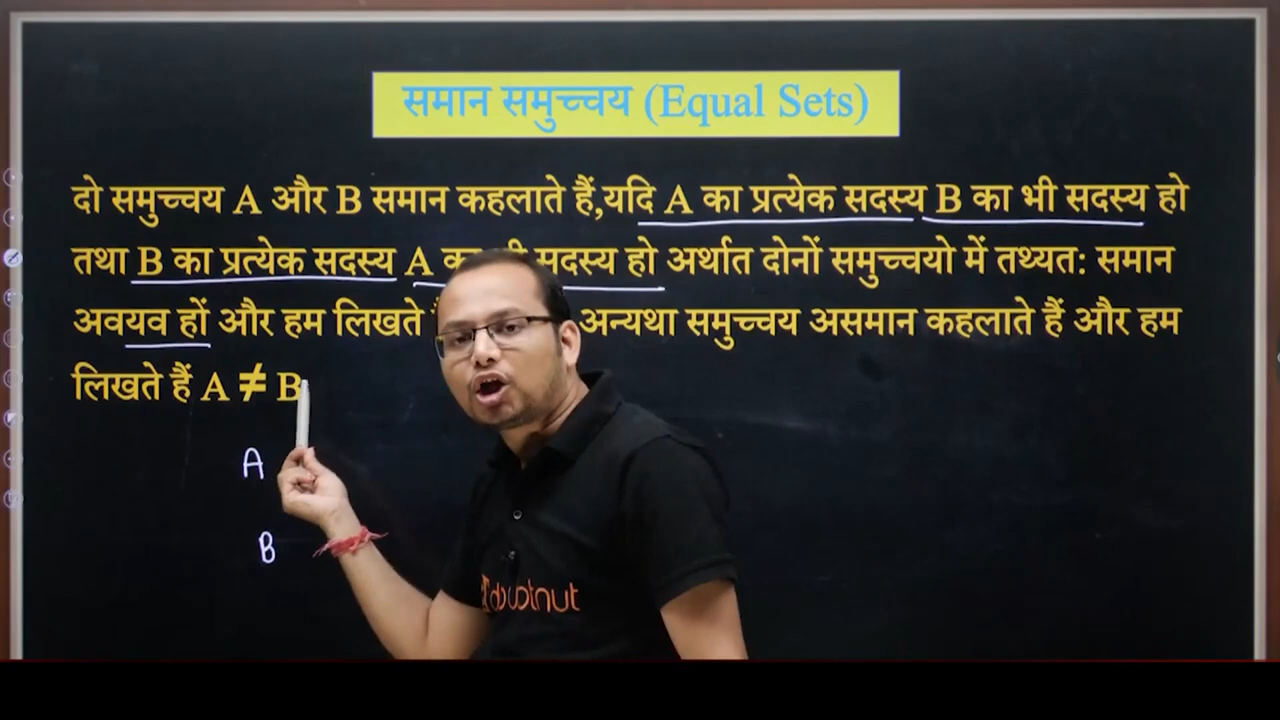 समान समुच्चय (Equal Sets)
दो समुच्चय A और B समान कहलाते हैं,यदि A का प्रत्येक सदस्य B का भी सदस्य हो
तथा B का प्रत्येक सदस्य A सदस्य हो अर्थात दोनों समुच्चयो में तथ्यत: समान
अवयव हों और हम लिखते अन्यथा समुच्चय असमान कहलाते हैं और हम
लिखते हैं A ≠ B
A
B
doubtnut